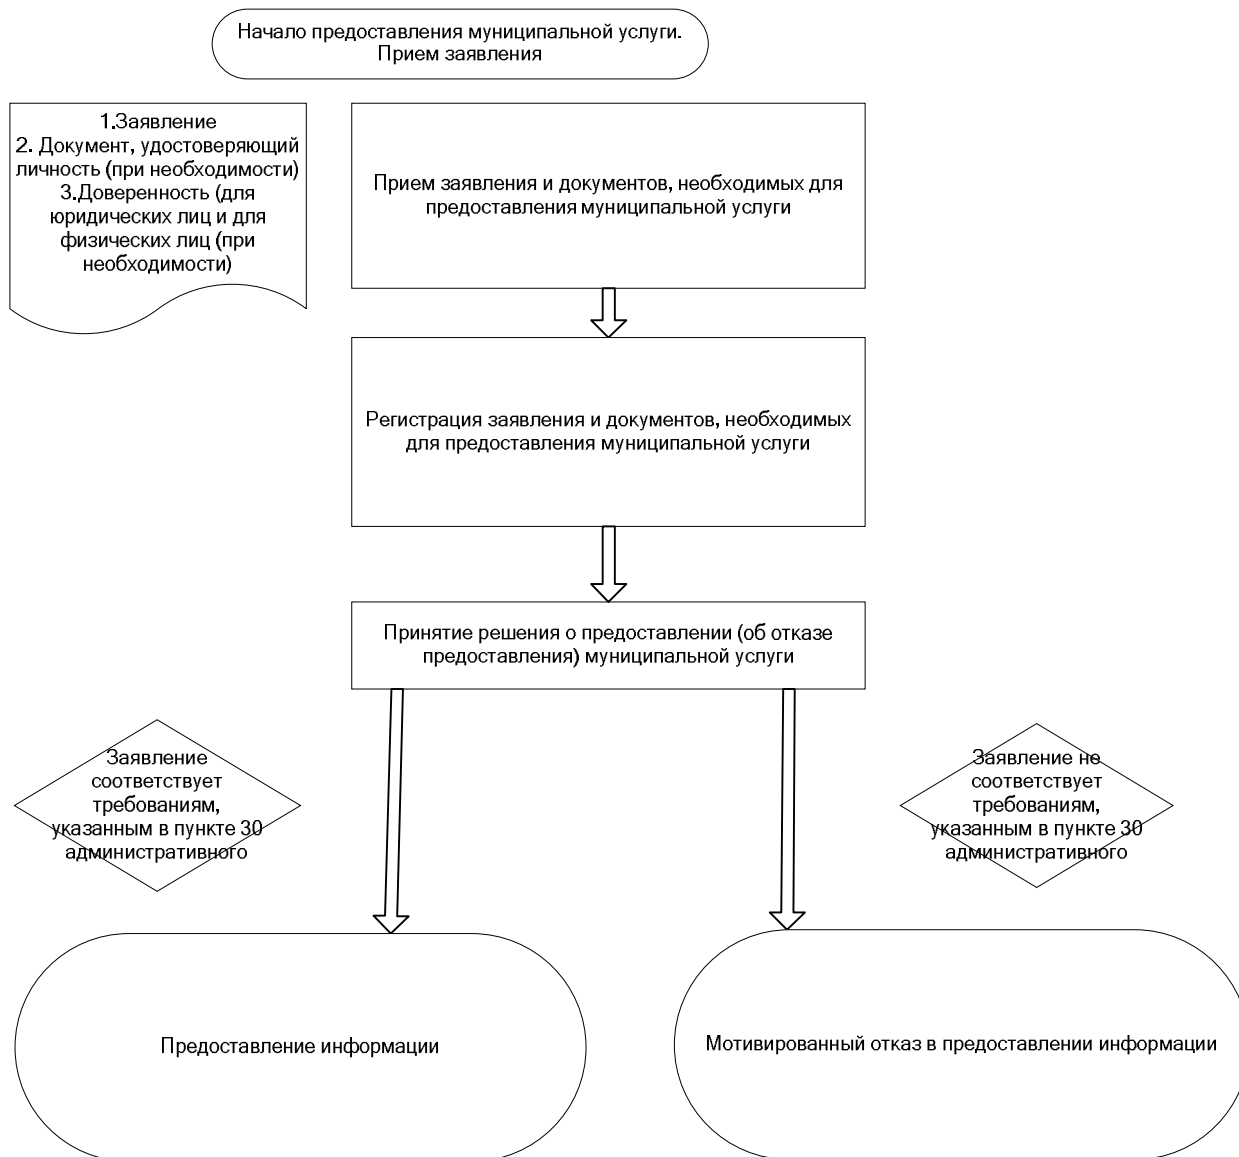 Начало предоставления муниципальной услуги.
Прием заявления
1.Заявление
2. Документ, удостоверяющий
личность (при необходимости)
3.Доверенность (для
юридических лиц и для
физических лиц (при
необходимости)
Прием заявления и документов, необходимых для
предоставления муниципальной услуги
Регистрация заявления и документов, необходимых
для предоставления муниципальной услуги
Принятие решения о предоставлении (об отказе
предоставления) муниципальной услуги
Заявление
соответствует
требованиям,
указанным в пункте 30
административного
Заявление не
соответствует
требованиям,
указанным в пункте 30
административного
Предоставление информации
Мотивированный отказ в предоставлении информации